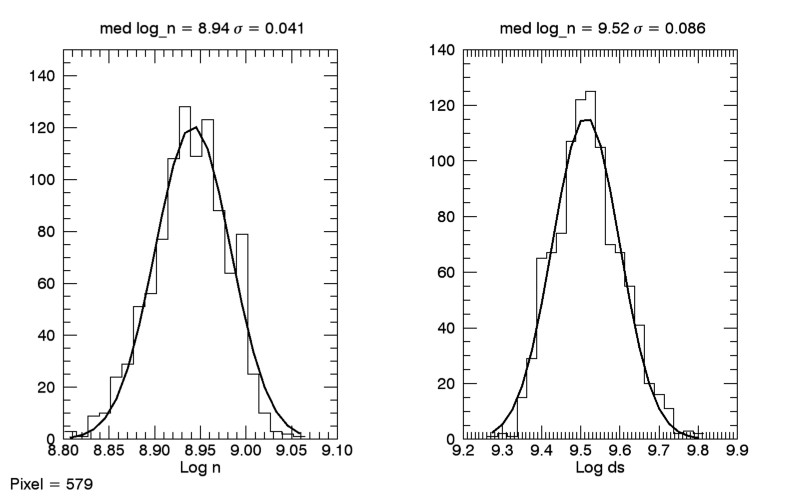 med log_n = 8.94 σ = 0.041
med log_n = 9.52 σ = 0.086
140
120
100
80
60
40
20
0
8.80 8.85 8.90 8.95 9.00 9.05 9.10
Log n
140
120
100
80
60
40
20
0
9.2 9.3 9.4 9.5 9.6 9.7 9.8 9.9
Log ds
Pixel = 579